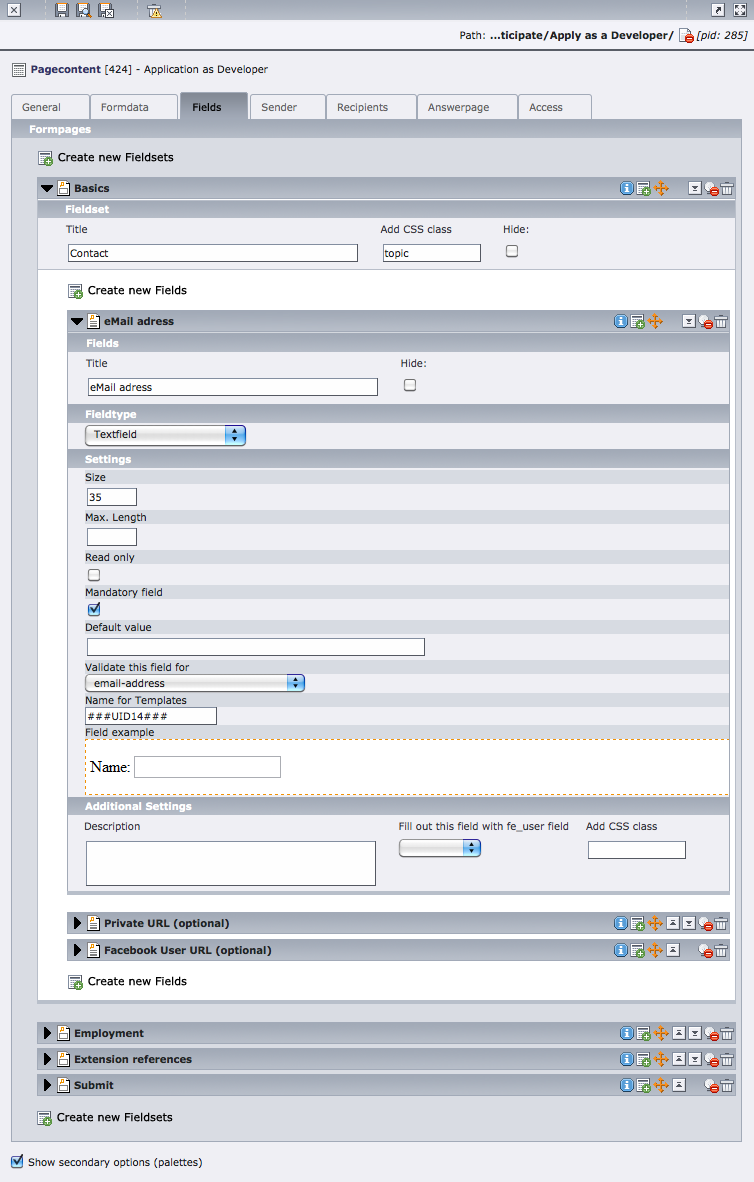 Path: ...ticipate/Apply as a Developer/ [pid: 285]
Pagecontent [424] - Application as Developer
General Formdata Fields Sender Recipients Answerpage Access
Formpages
Create new Fieldsets
Basics
Fieldset
Title Add CSS class Hide:
Contact topic
Create new Fields
eMail adress
Fields
Title Hide:
eMail adress
Fieldtype
Textfield
Settings
Size
35
Max. Length
Read only
Mandatory field
Default value
Validate this field for
email-address
Name for Templates
###UID14###
Field example
Name:
Additional Settings
Description Fill out this field with fe_user field Add CSS class
Private URL (optional)
Facebook User URL (optional)
Create new Fields
Employment
Extension references
Submit
Create new Fieldsets
Show secondary options (palettes)